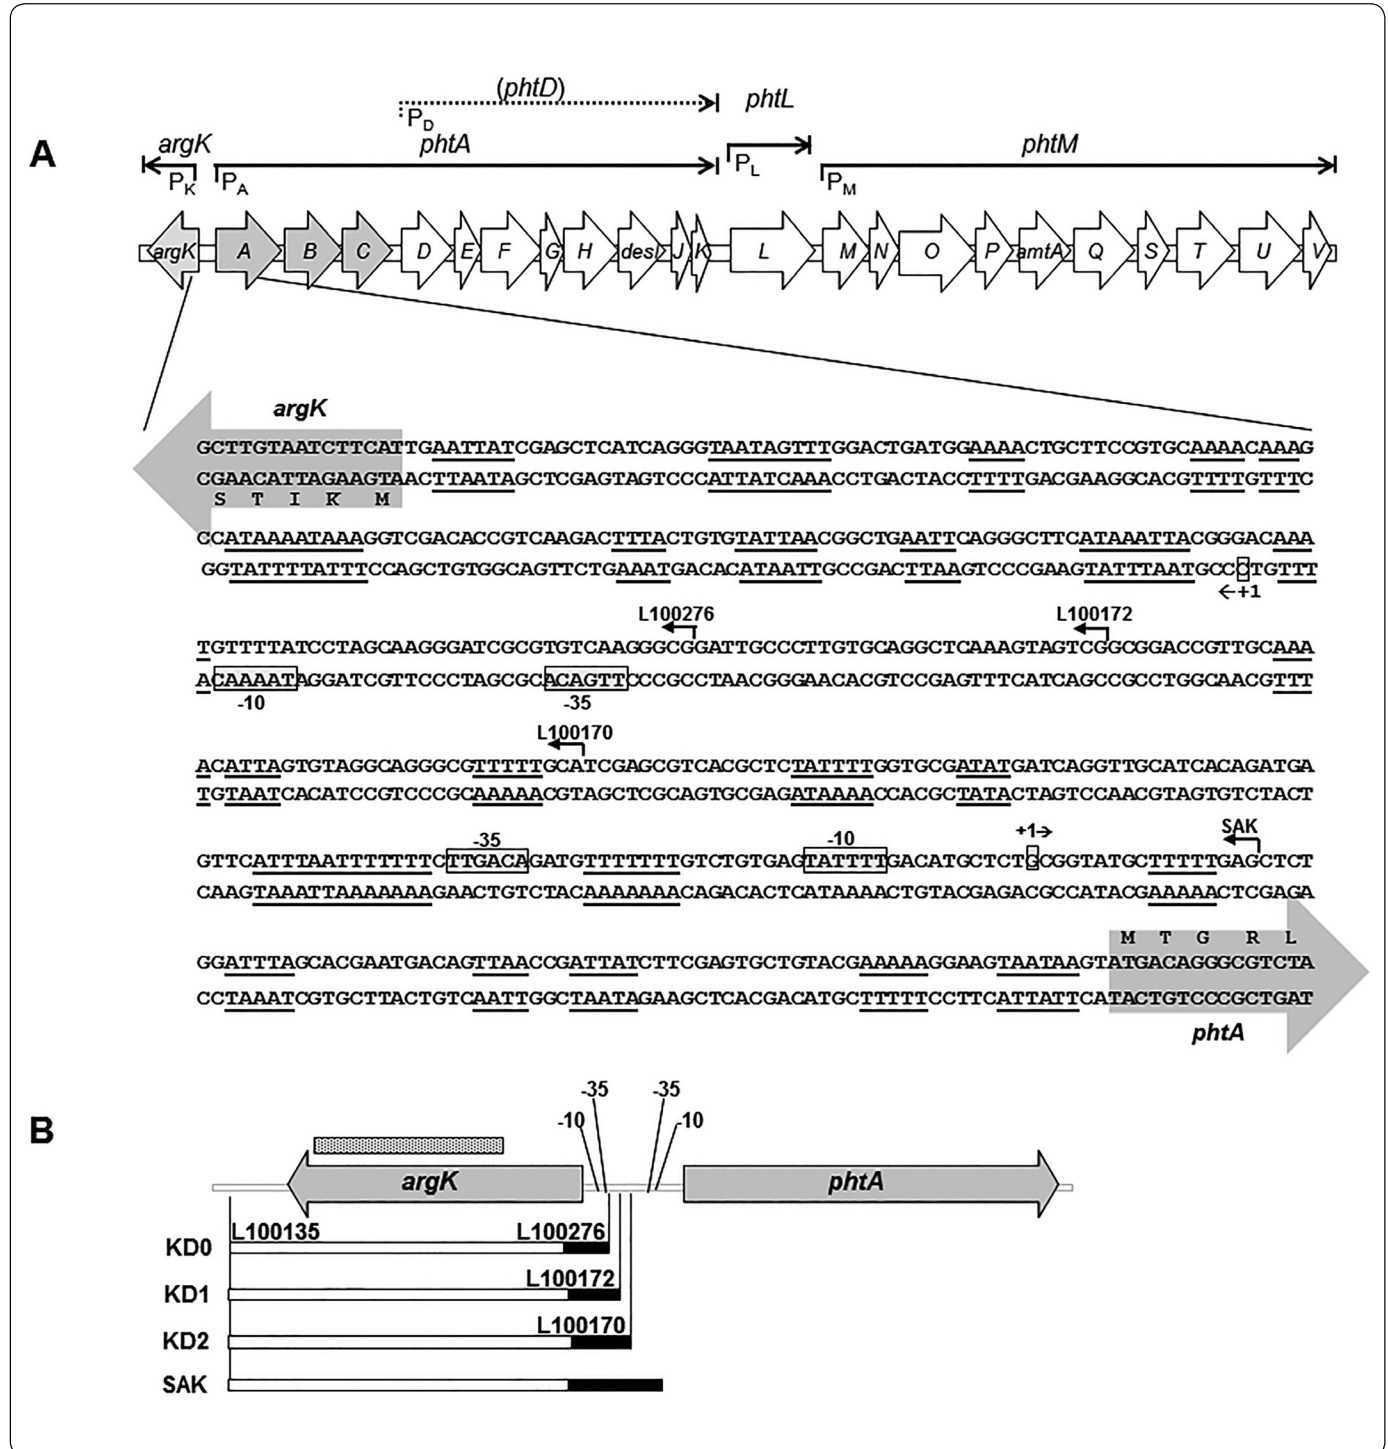 (phtD)
phtL
PD
A
argK
phtA
phtM
PK
PA
PL
PM
argK A B C D E F G H desI J K L M N O P amtA Q S T U V
argK
GCTTGTAATCTTCATTGAATTATCGAGCTCATCAGGGTAATAGTTTGGACTGATGGAAAACTGCTTCCGTGCAAAACAAAG
CGAACATTAGAAGTAACTTAATAGCTCGAGTAGTCCCATTATCAAACCTGACTACCTTTTGACGAAGGCACGTTTTGTTTC
S T I K M
CCATAAAATAAAGGTCGACACCGTCAAGACTTTACTGTGTATTAACGGCTGAATTCAGGGCTTCATAAATTACGGGACAAA
GGTATTTTATTTCCAGCTGTGGCAGTTCTGAAATGACACATAATTGCCGACTTAAGTCCCGAAGTATTTAATGCCCTGTTT
←+1
L100276
L100172
TGTTTTATCCTAGCAAGGGATCGCGTGTCAAGGGCGGATTGCCCTTGTGCAGGCTCAAAGTAGTCGGCGGACCGTTGCAAA
ACAAAATAGGATCGTTCCCTAGCGCACAGTTCCCGCCTAACGGGAACACGTCCGAGTTTCATCAGCCGCCTGGCAACGTTT
-10
-35
L100170
ACATTAGTGTAGGCAGGGCGTTTTTGCATCGAGCGTCACGCTCTATTTTGGTGCGATATGATCAGGTTGCATCACAGATGA
TGTAATCACATCCGTCCCGCAAAAACGTAGCTCGCAGTGCGAGATAAAACCACGCTATACTAGTCCAACGTAGTGTCTACT
-35
-10
+1→
SAK
GTTCATTTAATTTTTTTCTTGACAGATGTTTTTTTGTCTGTGAGTATTTTGACATGCTCTGCGGTATGCTTTTTGAGCTCT
CAAGTAAATTAAAAAAAGAACTGTCTACAAAAAAACAGACACTCATAAAACTGTACGAGACGCCATACGAAAAACTCGAGA
M T G R L
GGATTTAGCACGAATGACAGTTAACCGATTATCTTCGAGTGCTGTACGAAAAAGGAAGTAATAAGTATGACAGGGCGTCTA
CCTAAATCGTGCTTACTGTCAATTGGCTAATAGAAGCTCACGACATGCTTTTTCCTTCATTATTCATACTGTCCCGCTGAT
phtA
B
-35
-35
-10
-10
argK
phtA
L100135
L100276
KD0
L100172
KD1
L100170
KD2
SAK